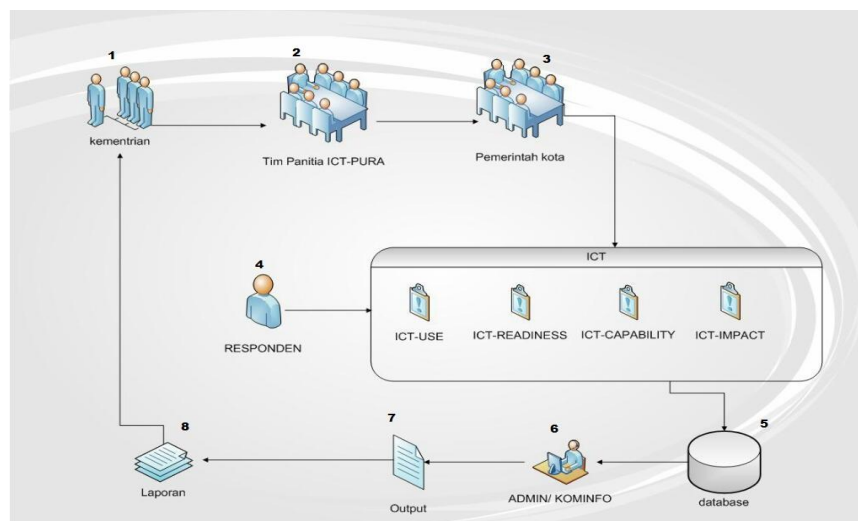 1
kementrian
2
Tim Panitia ICT-PURA
3
Pemerintah kota
ICT
4
RESPONDEN
ICT-USE
ICT-READINESS
ICT-CAPABILITY
ICT-IMPACT
5
database
6
ADMIN/ KOMINFO
7
Output
8
Laporan